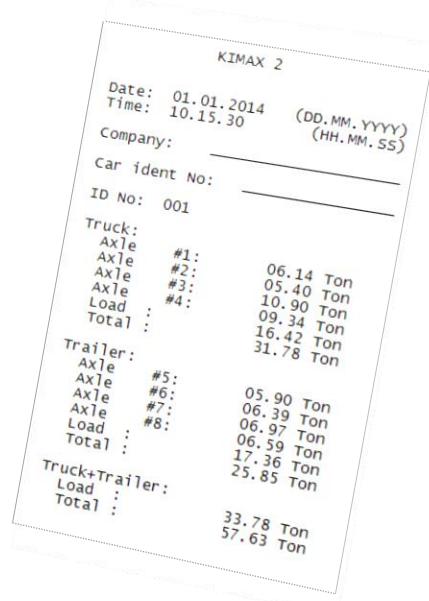 KIMAX 2
Date: 01.01.2014 (DD.MM.YYYY)
Time: 10.15.30 (HH.MM.SS)
Company:
Car ident No:
ID No: 001
Truck:
Axle #1: 06.14 Ton
Axle #2: 05.40 Ton
Axle #3: 10.90 Ton
Axle #4: 09.34 Ton
Load : 16.42 Ton
Total : 31.78 Ton
Trailer:
Axle #5: 05.90 Ton
Axle #6: 06.39 Ton
Axle #7: 06.97 Ton
Axle #8: 06.59 Ton
Load : 17.36 Ton
Total : 25.85 Ton
Truck+Trailer:
Load : 33.78 Ton
Total : 57.63 Ton